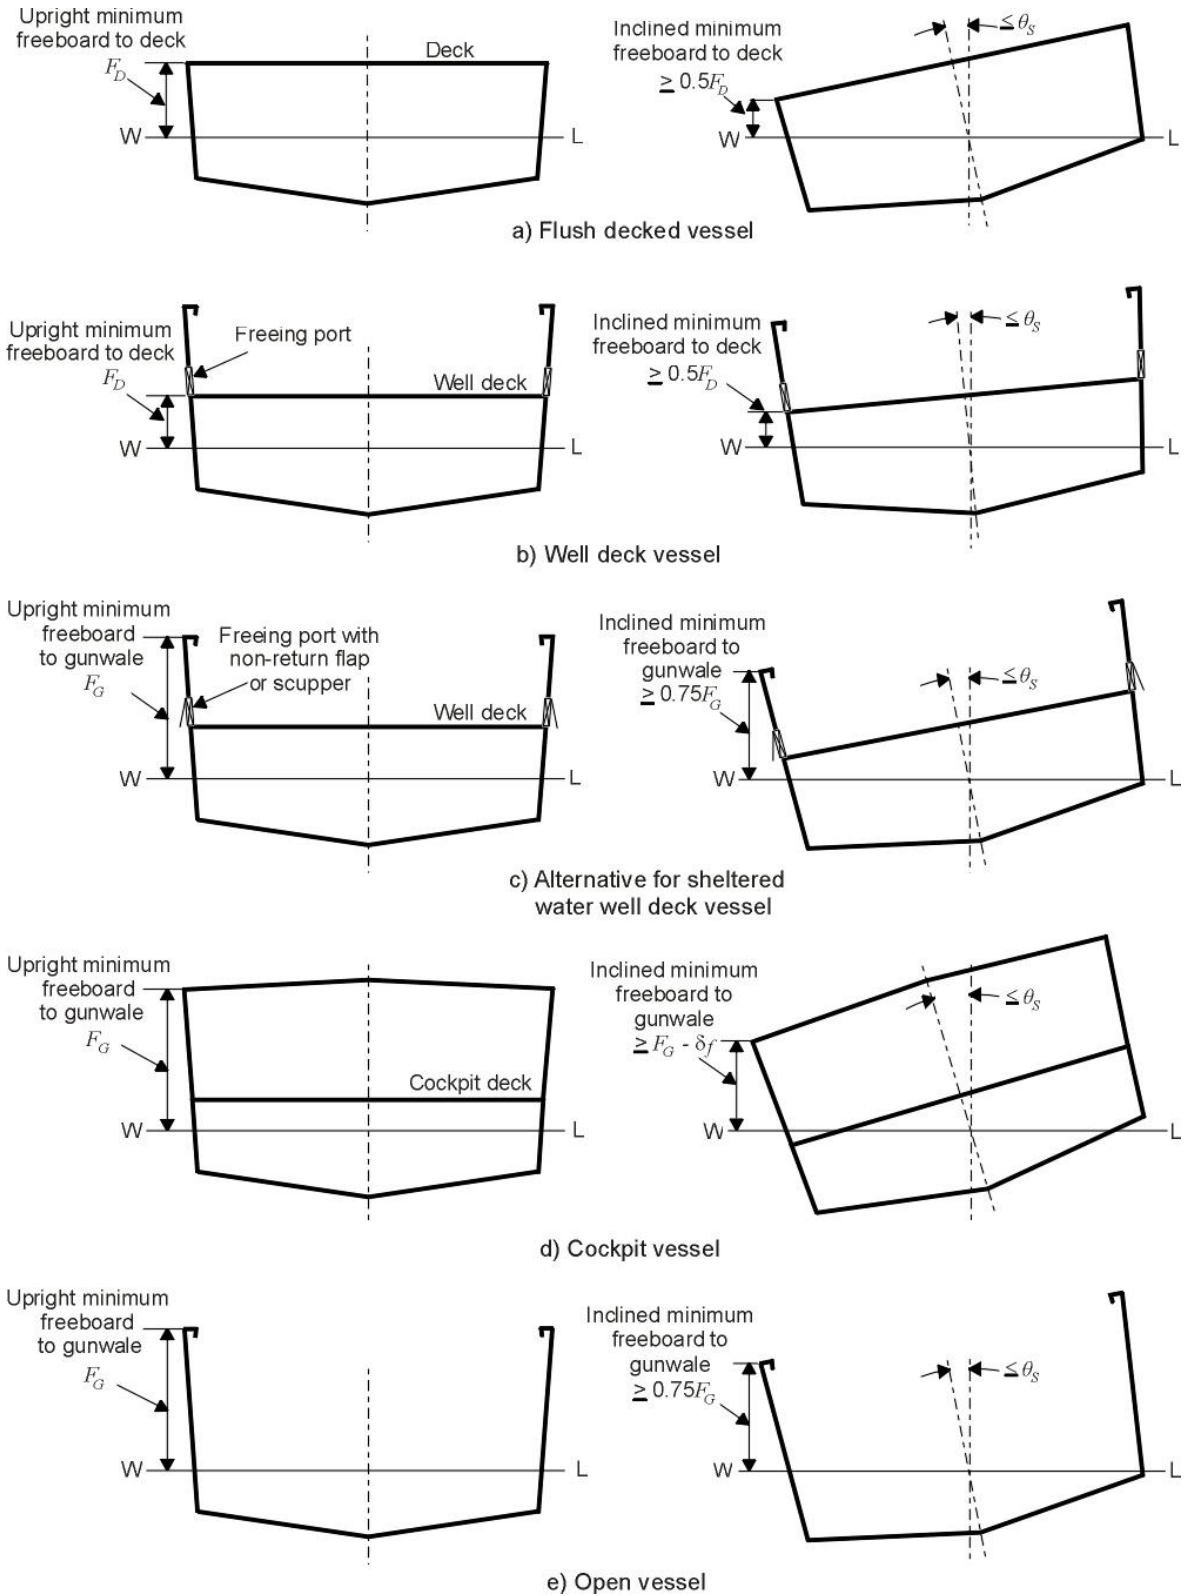 Upright minimum
freeboard to deck
F_D
Deck
W
L
Inclined minimum
freeboard to deck
≥ 0.5F_D
≤ θ_S
W
L
a) Flush decked vessel
Upright minimum
freeboard to deck
F_D
Freeing port
Well deck
W
L
Inclined minimum
freeboard to deck
≥ 0.5F_D
≤ θ_S
W
L
b) Well deck vessel
Upright minimum
freeboard
to gunwale
F_G
Freeing port with
non-return flap
or scupper
Well deck
W
L
Inclined minimum
freeboard to
gunwale
≥ 0.75F_G
≤ θ_S
W
L
c) Alternative for sheltered
water well deck vessel
Upright minimum
freeboard
to gunwale
F_G
Cockpit deck
W
L
Inclined minimum
freeboard to
gunwale
≥ F_G - δf
≤ θ_S
W
L
d) Cockpit vessel
Upright minimum
freeboard
to gunwale
F_G
W
L
Inclined minimum
freeboard to
gunwale
≥ 0.75F_G
≤ θ_S
W
L
e) Open vessel